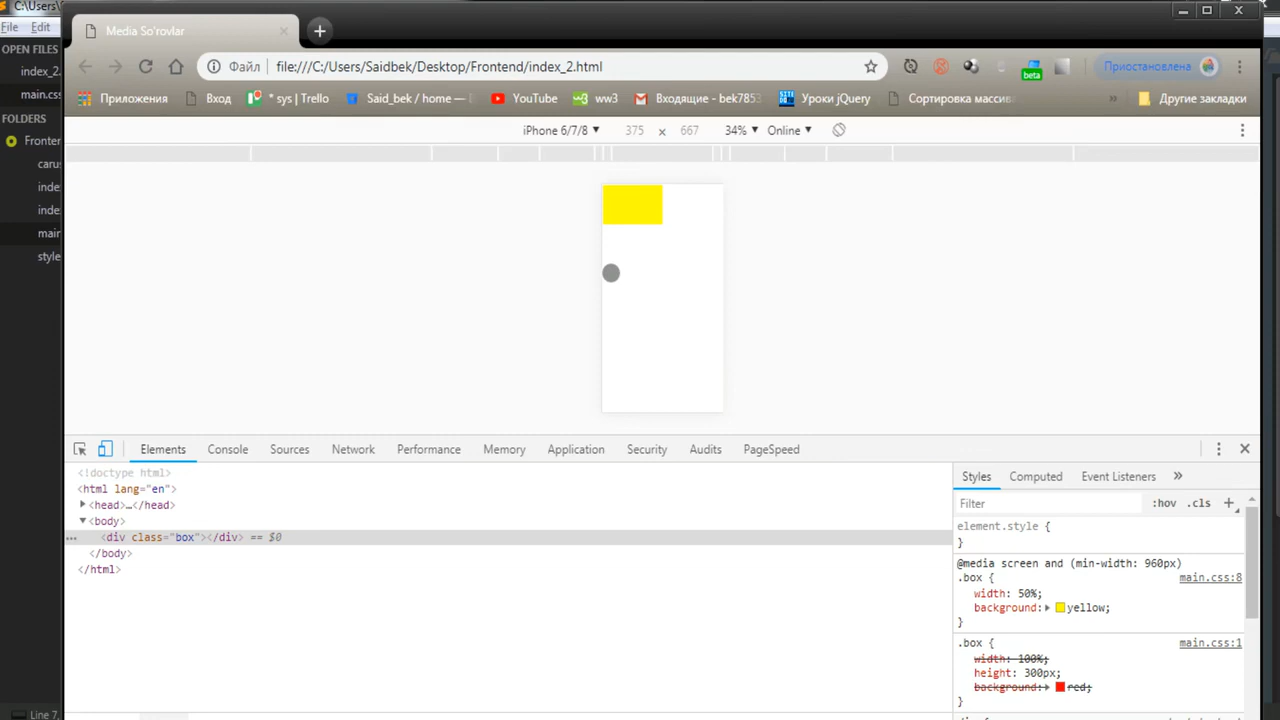 C:\Users\
File Edit
OPEN FILES
index_2.
main.css
FOLDERS
Fronter
carus
inde
inde
main
style
Line 7,
Media So'rovlar
Файл file:///C:/Users/Saidbek/Desktop/Frontend/index_2.html
beta
Приостановлена
Приложения Вход * sys | Trello Said_bek / home — YouTube ww3 Входящие - bek7853 Уроки jQuery Сортировка масси » Другие закладки
iPhone 6/7/8 375 x 667 34% Online
Elements Console Sources Network Performance Memory Application Security Audits PageSpeed
<!doctype html>
<html lang="en">
<head>…</head>
<body>
… <div class="box"></div> == $0
</body>
</html>
Styles Computed Event Listeners »
Filter :hov .cls +
element.style {
}
@media screen and (min-width: 960px)
.box { main.css:8
width: 50%;
background: yellow;
}
.box { main.css:1
width: 100%;
height: 300px;
background: red;
}